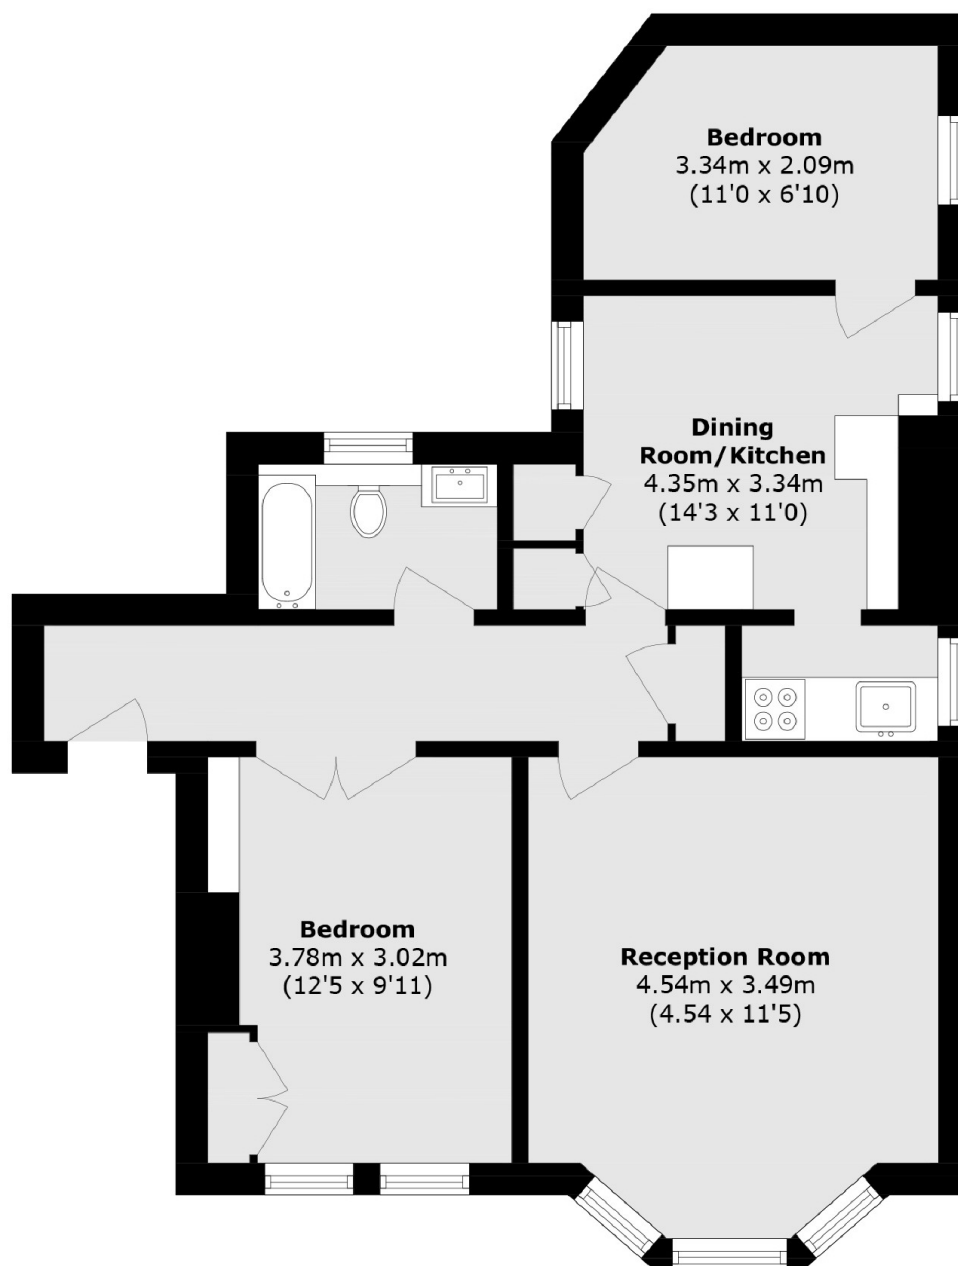 Bedroom
3.34m x 2.09m
(11'0 x 6'10)
Dining
Room/Kitchen
4.35m x 3.34m
(14'3 x 11'0)
Bedroom
3.78m x 3.02m
(12'5 x 9'11)
Reception Room
4.54m x 3.49m
(4.54 x 11'5)